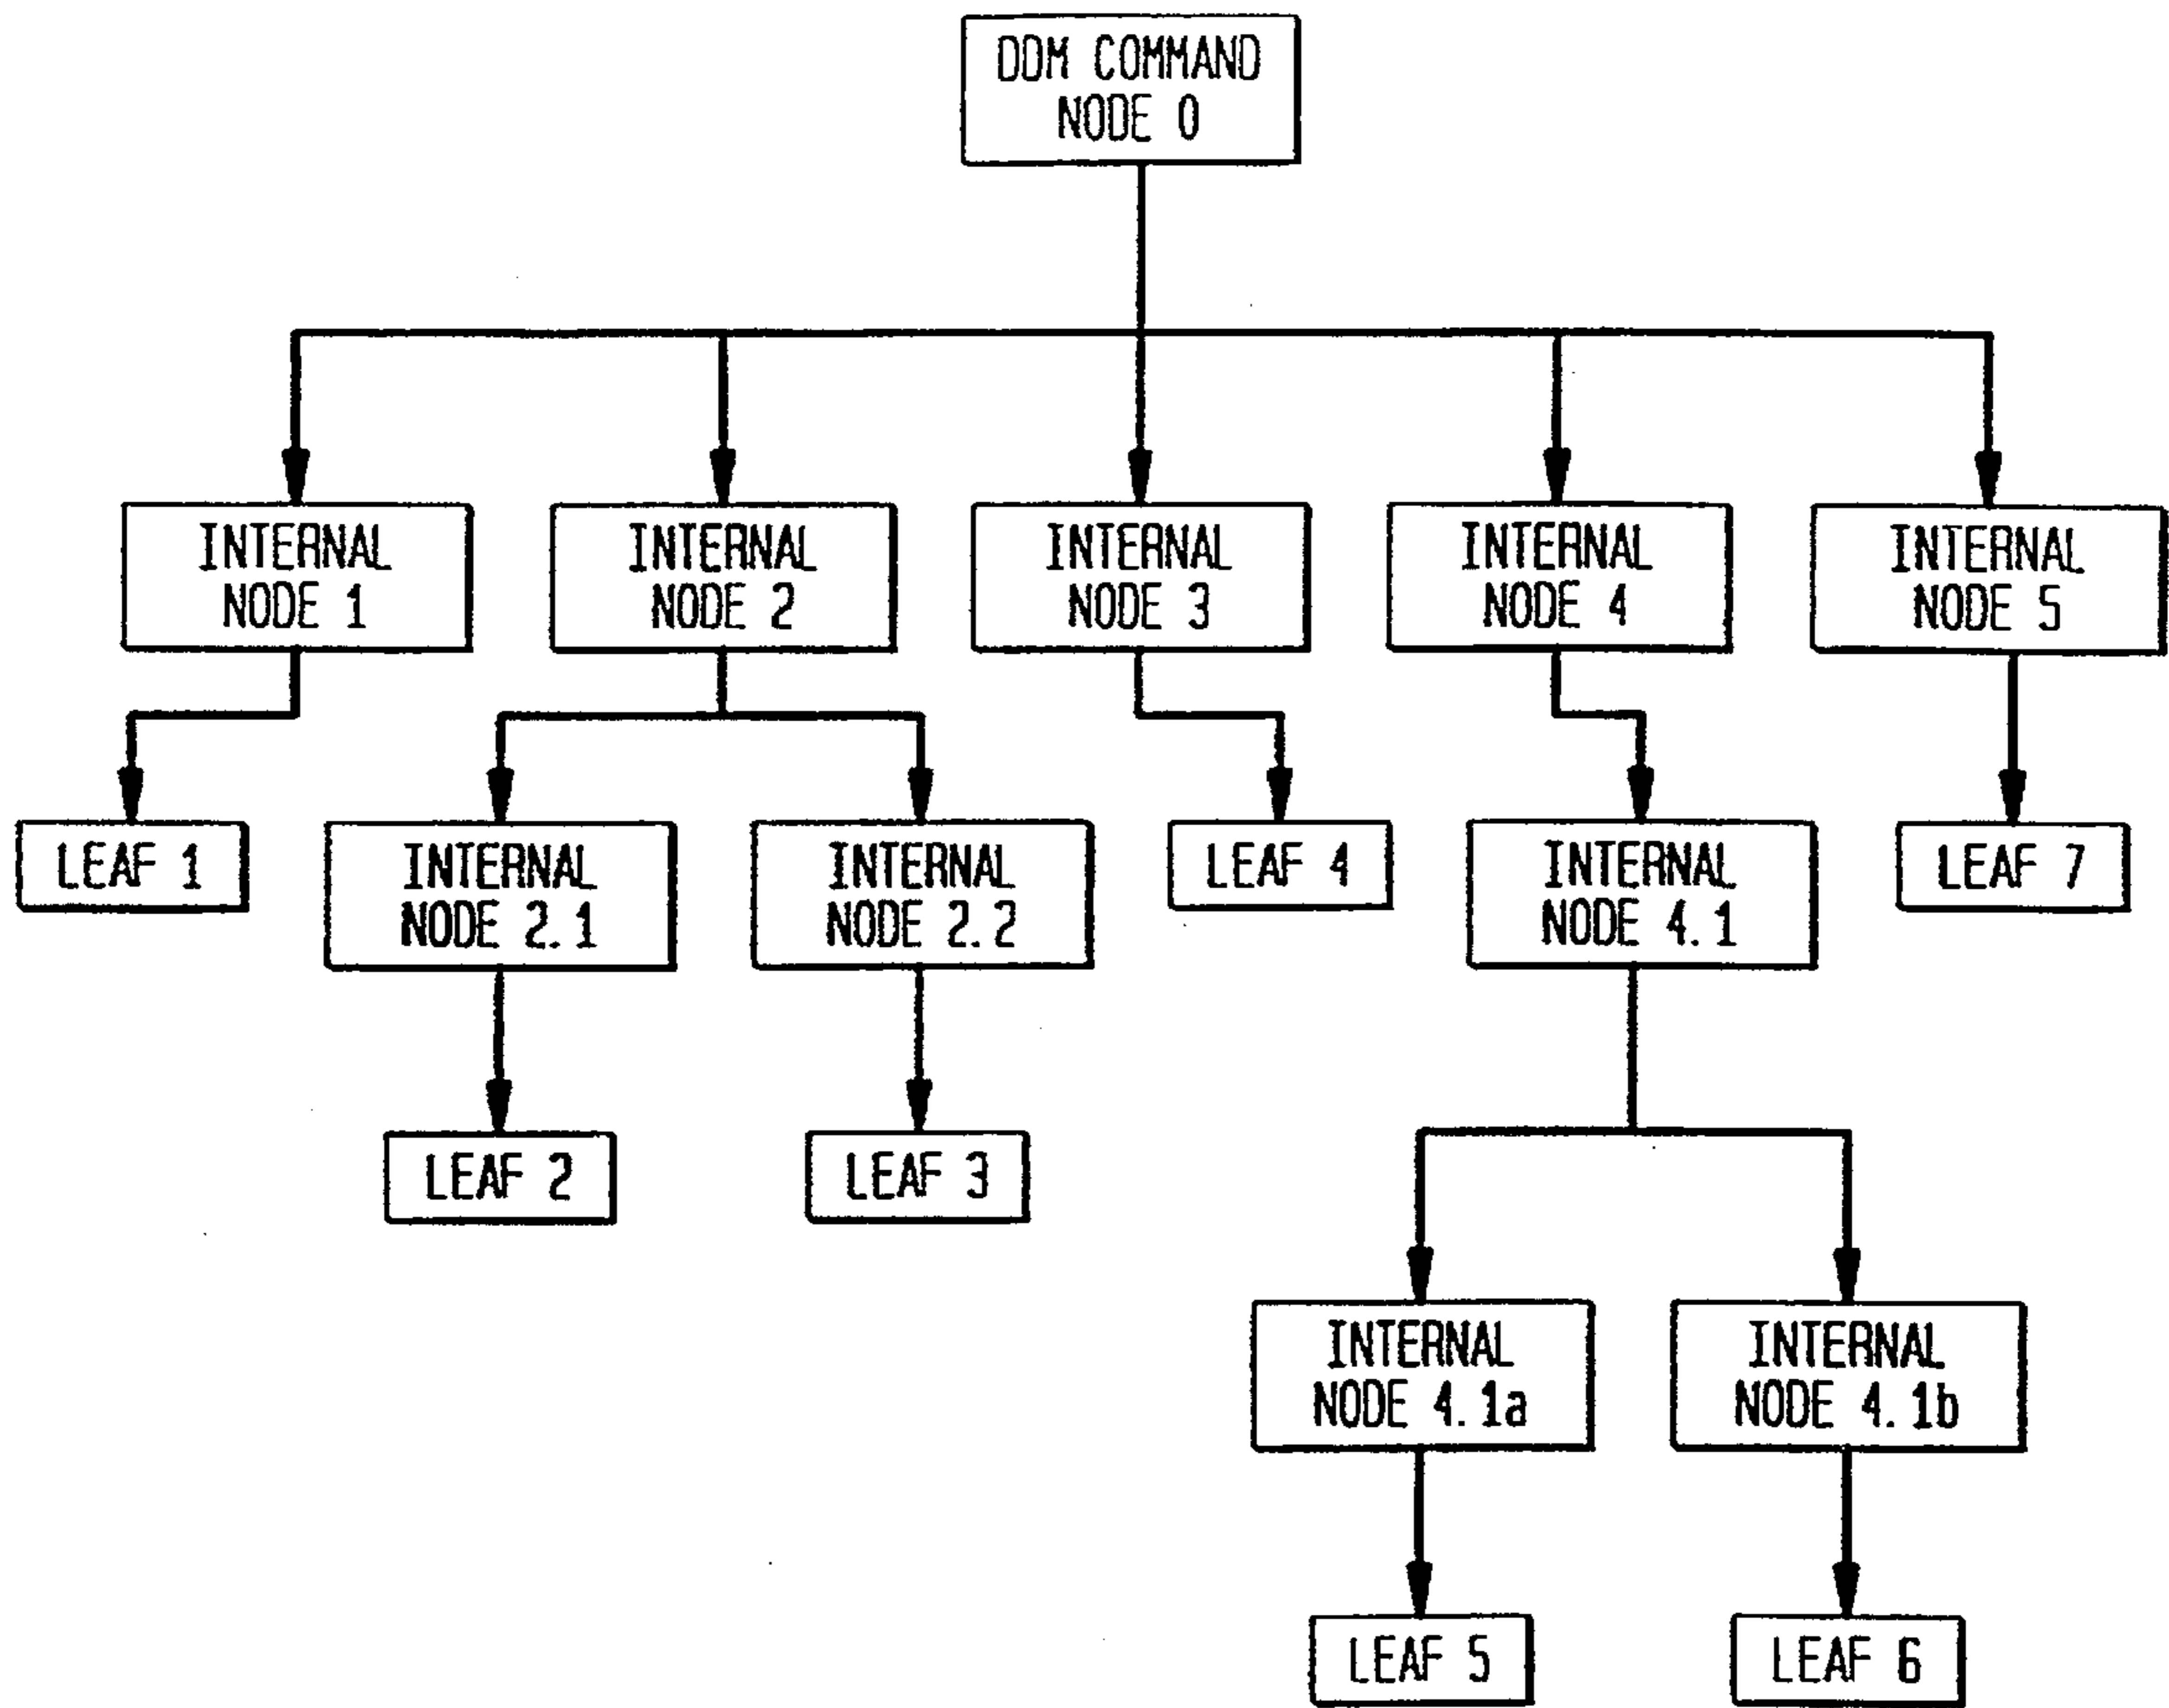 DDM COMMAND
NODE 0
INTERNAL
NODE 1
INTERNAL
NODE 2
INTERNAL
NODE 3
INTERNAL
NODE 4
INTERNAL
NODE 5
LEAF 1
INTERNAL
NODE 2.1
INTERNAL
NODE 2.2
LEAF 4
INTERNAL
NODE 4.1
LEAF 7
LEAF 2
LEAF 3
INTERNAL
NODE 4.1a
INTERNAL
NODE 4.1b
LEAF 5
LEAF 6